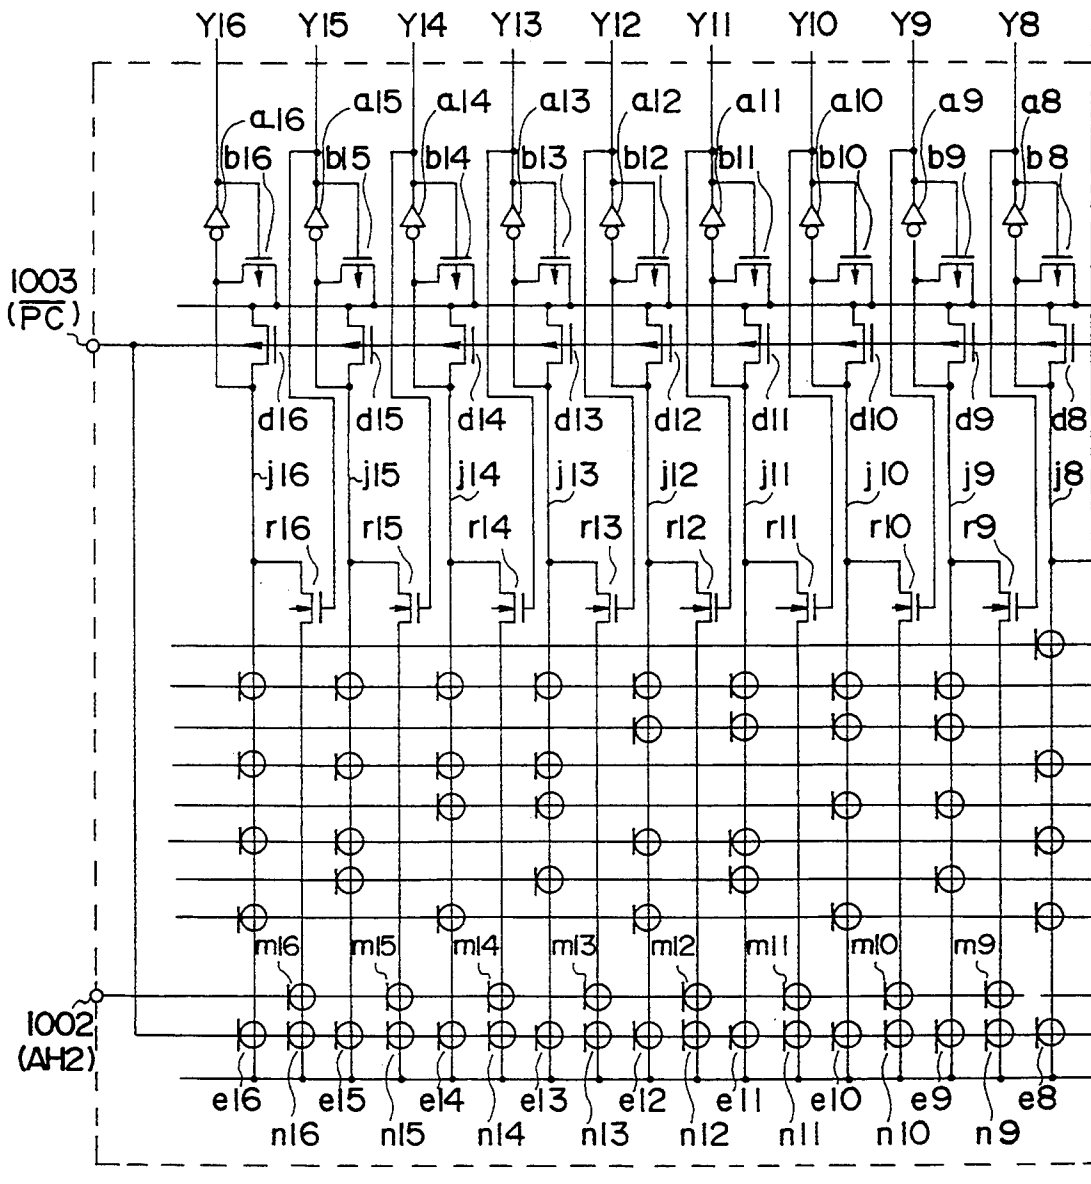 Y16 Y15 Y14 Y13 Y12 Y11 Y10 Y9 Y8
a16 a15 a14 a13 a12 a11 a10 a9 a8
b16 b15 b14 b13 b12 b11 b10 b9 b8
1003
(PC)
d16 d15 d14 d13 d12 d11 d10 d9 d8
j16 j15 j14 j13 j12 j11 j10 j9 j8
r16 r15 r14 r13 r12 r11 r10 r9
m16 m15 m14 m13 m12 m11 m10 m9
1002
(AH2)
e16 e15 e14 e13 e12 e11 e10 e9 e8
n16 n15 n14 n13 n12 n11 n10 n9